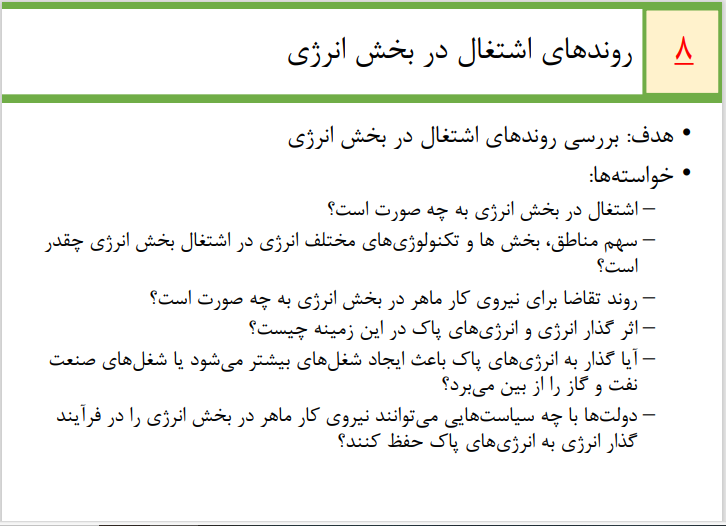 ۸
روندهای اشتغال در بخش انرژی
• هدف: بررسی روندهای اشتغال در بخش انرژی
• خواسته‌ها:
– اشتغال در بخش انرژی به چه صورت است؟
– سهم مناطق، بخش ها و تکنولوژی‌های مختلف انرژی در اشتغال بخش انرژی چقدر
است؟
– روند تقاضا برای نیروی کار ماهر در بخش انرژی به چه صورت است؟
– اثر گذار انرژی و انرژی‌های پاک در این زمینه چیست؟
– آیا گذار به انرژی‌های پاک باعث ایجاد شغل‌های بیشتر می‌شود یا شغل‌های صنعت
نفت و گاز را از بین می‌برد؟
– دولت‌ها با چه سیاست‌هایی می‌توانند نیروی کار ماهر در بخش انرژی را در فرآیند
گذار انرژی به انرژی‌های پاک حفظ کنند؟